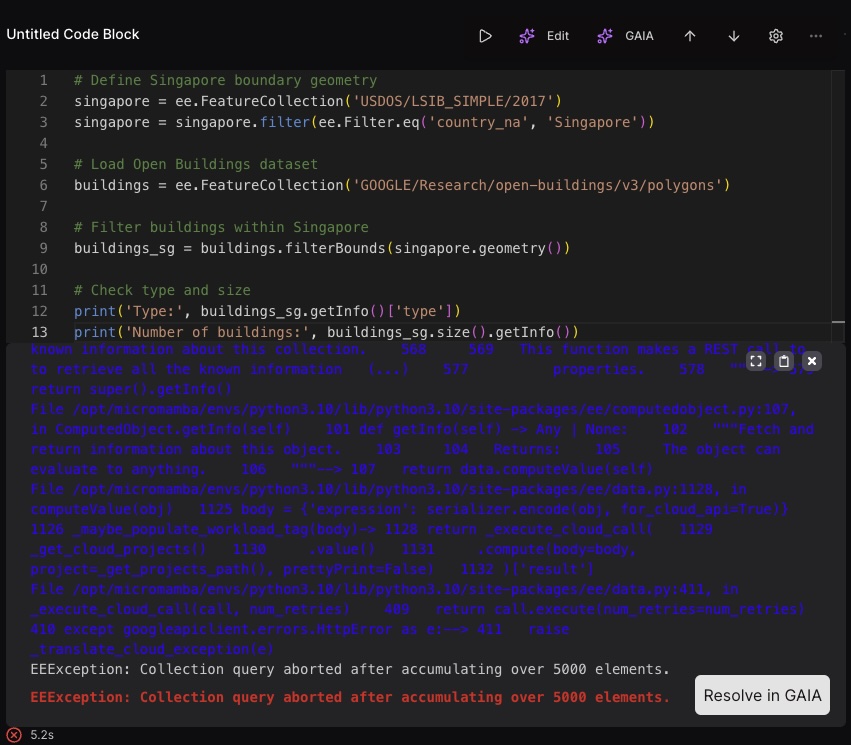 Untitled Code Block
Edit GAIA
1 # Define Singapore boundary geometry
2 singapore = ee.FeatureCollection('USDOS/LSIB_SIMPLE/2017')
3 singapore = singapore.filter(ee.Filter.eq('country_na', 'Singapore'))
4
5 # Load Open Buildings dataset
6 buildings = ee.FeatureCollection('GOOGLE/Research/open-buildings/v3/polygons')
7
8 # Filter buildings within Singapore
9 buildings_sg = buildings.filterBounds(singapore.geometry())
10
11 # Check type and size
12 print('Type:', buildings_sg.getInfo()['type'])
13 print('Number of buildings:', buildings_sg.size().getInfo())
known information about this collection. 568 569 This function makes a REST call to
to retrieve all the known information (...) 577 properties. 578
return super().getInfo()
File /opt/micromamba/envs/python3.10/lib/python3.10/site-packages/ee/computedobject.py:107,
in ComputedObject.getInfo(self) 101 def getInfo(self) -> Any | None: 102 """Fetch and
return information about this object. 103 104 Returns: 105 The object can
evaluate to anything. 106 """--> 107 return data.computeValue(self)
File /opt/micromamba/envs/python3.10/lib/python3.10/site-packages/ee/data.py:1128, in
computeValue(obj) 1125 body = {'expression': serializer.encode(obj, for_cloud_api=True)}
1126 _maybe_populate_workload_tag(body)-> 1128 return _execute_cloud_call( 1129
_get_cloud_projects() 1130 .value() 1131 .compute(body=body,
project=_get_projects_path(), prettyPrint=False) 1132 )['result']
File /opt/micromamba/envs/python3.10/lib/python3.10/site-packages/ee/data.py:411, in
_execute_cloud_call(call, num_retries) 409 return call.execute(num_retries=num_retries)
410 except googleapiclient.errors.HttpError as e:--> 411 raise
_translate_cloud_exception(e)
EEException: Collection query aborted after accumulating over 5000 elements.
EEException: Collection query aborted after accumulating over 5000 elements.
Resolve in GAIA
5.2s